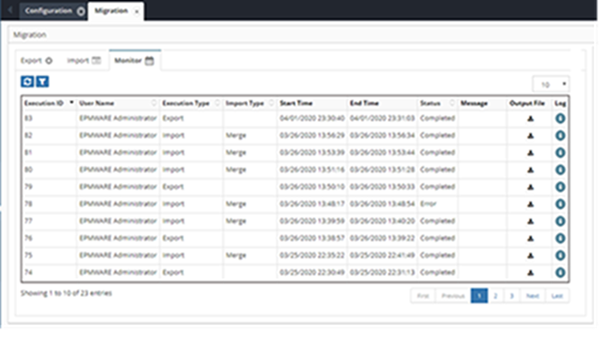 Configuration Migration
Migration
Export Import Monitor
10
Execution ID User Name Execution Type Import Type Start Time End Time Status Message Output File Log
83 EPMWARE Administrator Export 04/01/2020 23:30:40 04/01/2020 23:31:03 Completed
82 EPMWARE Administrator Import Merge 03/26/2020 13:56:29 03/26/2020 13:56:34 Completed
81 EPMWARE Administrator Import Merge 03/26/2020 13:53:39 03/26/2020 13:53:44 Completed
80 EPMWARE Administrator Import Merge 03/26/2020 13:51:16 03/26/2020 13:51:28 Completed
79 EPMWARE Administrator Export 03/26/2020 13:50:10 03/26/2020 13:50:33 Completed
78 EPMWARE Administrator Import Merge 03/26/2020 13:48:17 03/26/2020 13:48:54 Error
77 EPMWARE Administrator Import Merge 03/26/2020 13:39:59 03/26/2020 13:40:20 Completed
76 EPMWARE Administrator Export 03/26/2020 13:38:57 03/26/2020 13:39:22 Completed
75 EPMWARE Administrator Import Merge 03/25/2020 22:35:22 03/25/2020 22:41:49 Completed
74 EPMWARE Administrator Export 03/25/2020 22:30:49 03/25/2020 22:31:13 Completed
Showing 1 to 10 of 23 entries First Previous 1 2 3 Next Last